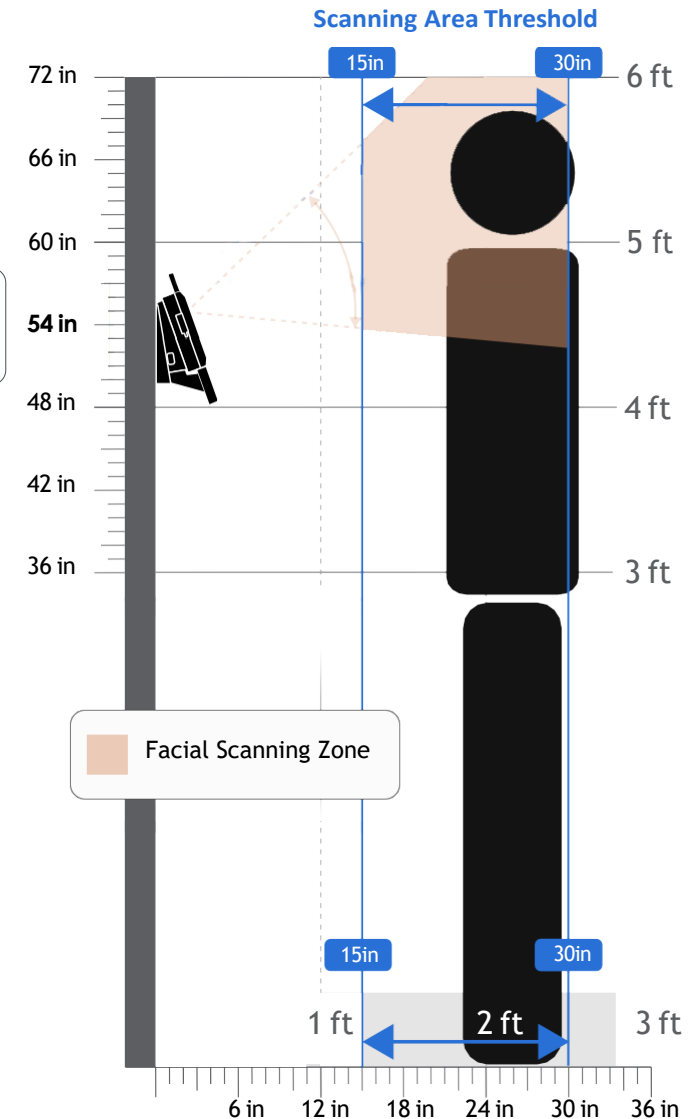 Scanning Area Threshold
15in
30in
72 in
6 ft
66 in
60 in
5 ft
54 in
48 in
4 ft
42 in
36 in
3 ft
Facial Scanning Zone
15in
30in
1 ft
2 ft
3 ft
6 in
12 in
18 in
24 in
30 in
36 in